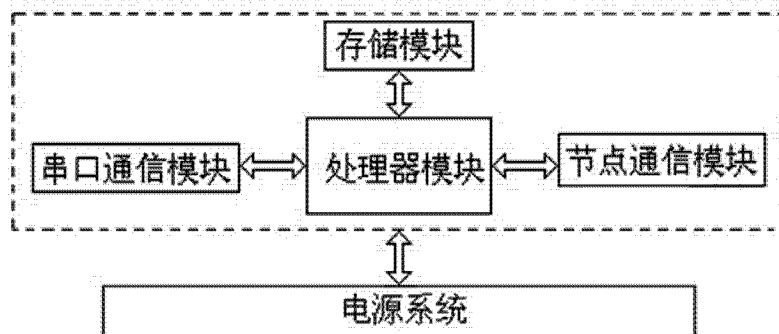 存储模块
串口通信模块
处理器模块
节点通信模块
电源系统